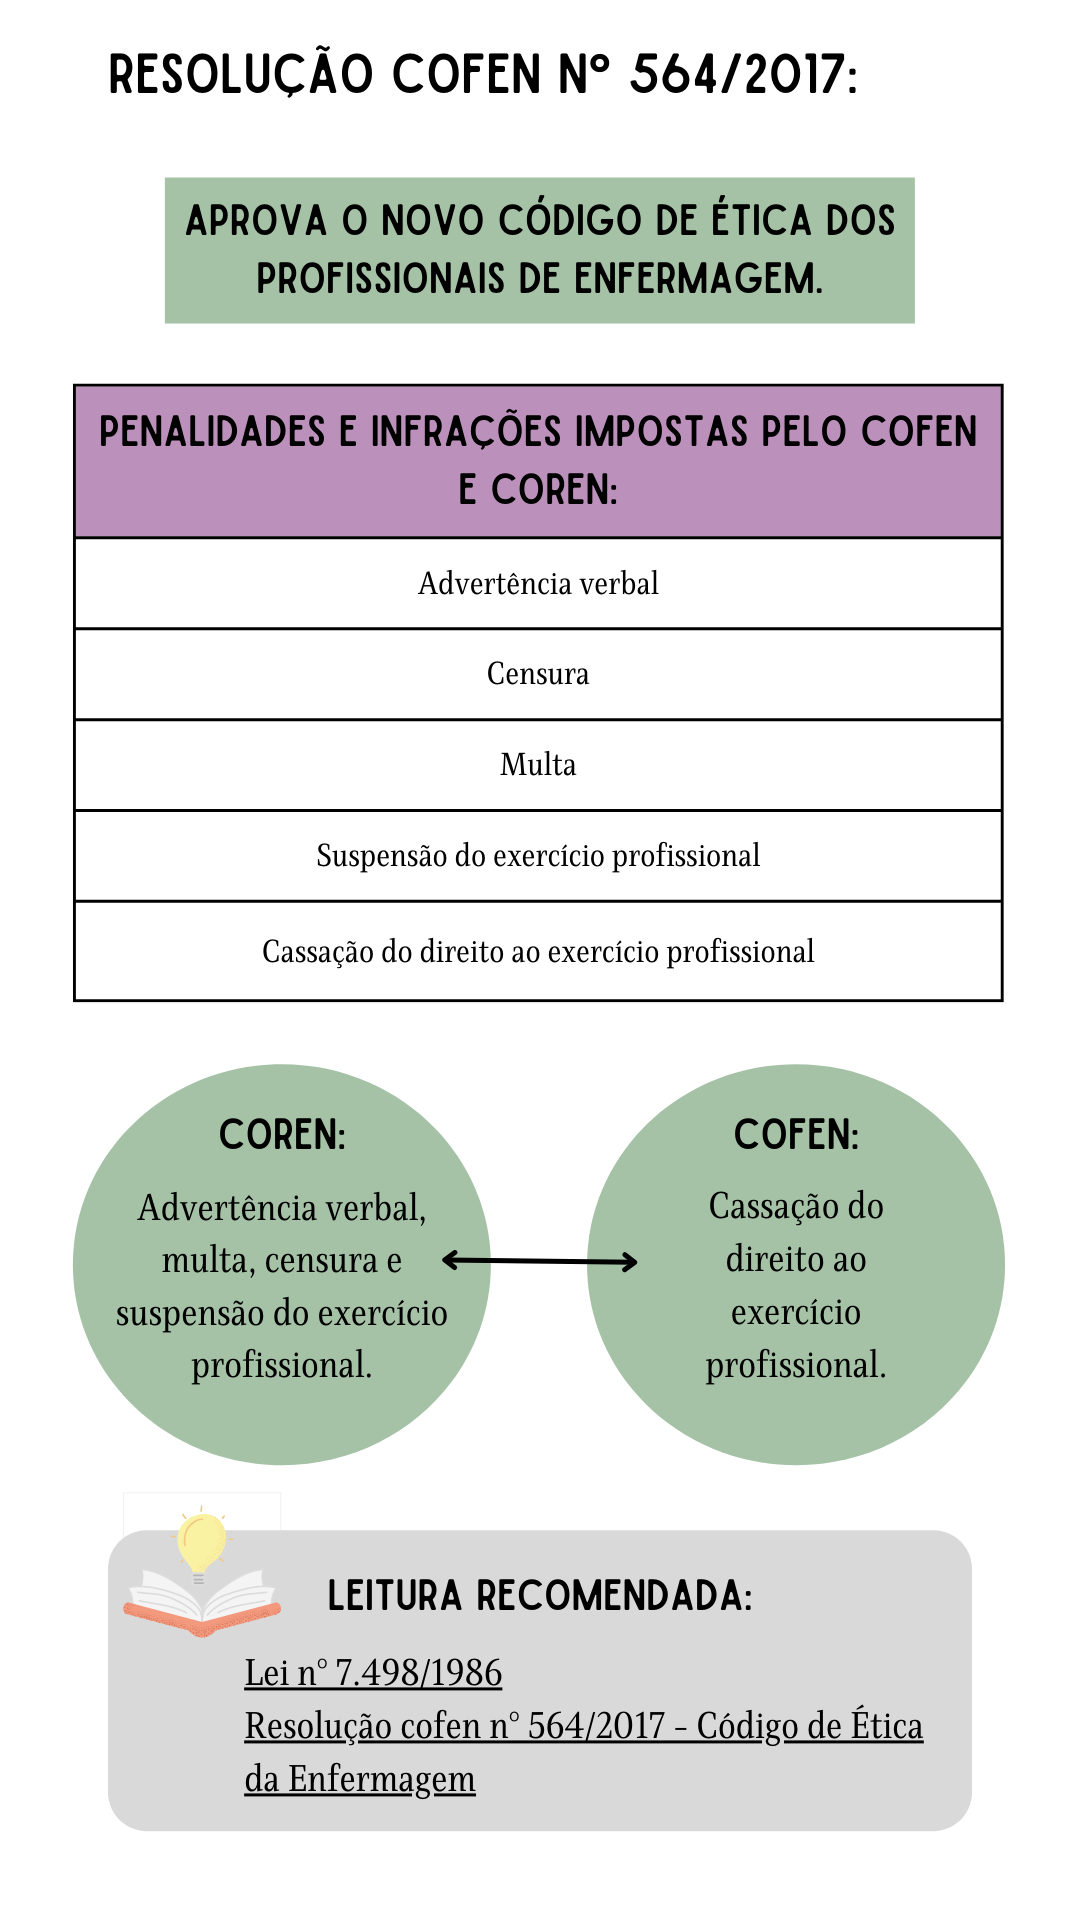 RESOLUÇÃO COFEN Nº 564/2017:
APROVA O NOVO CÓDIGO DE ÉTICA DOS
PROFISSIONAIS DE ENFERMAGEM.
PENALIDADES E INFRAÇÕES IMPOSTAS PELO COFEN
E COREN:
Advertência verbal
Censura
Multa
Suspensão do exercício profissional
Cassação do direito ao exercício profissional
COREN:
Advertência verbal,
multa, censura e
suspensão do exercício
profissional.
COFEN:
Cassação do
direito ao
exercício
profissional.
LEITURA RECOMENDADA:
Lei n° 7.498/1986
Resolução cofen n° 564/2017 – Código de Ética
da Enfermagem